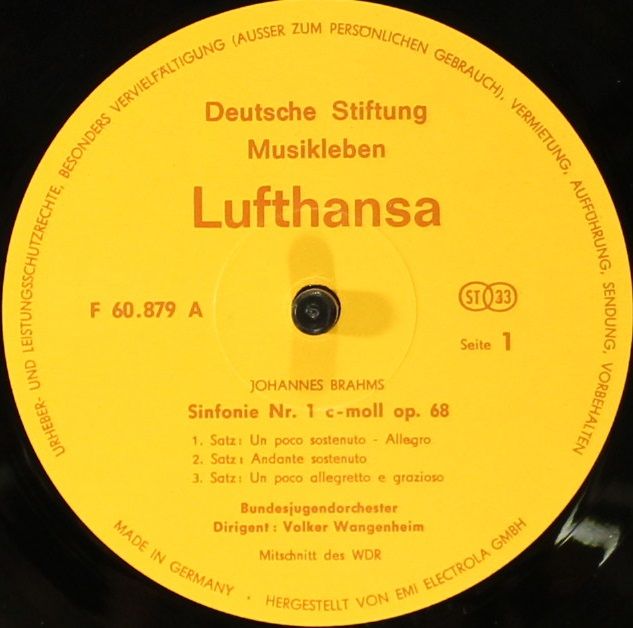 URHEBER- UND LEISTUNGSSCHUTZRECHTE, BESONDERS VERVIELFÄLTIGUNG (AUSSER ZUM PERSÖNLICHEN GEBRAUCH), VERMIETUNG, AUFFÜHRUNG, SENDUNG, VORBEHALTEN
Deutsche Stiftung
Musikleben
Lufthansa
F 60.879 A
ST 33
Seite 1
JOHANNES BRAHMS
Sinfonie Nr. 1 c-moll op. 68
1. Satz: Un poco sostenuto - Allegro
2. Satz: Andante sostenuto
3. Satz: Un poco allegretto e grazioso
Bundesjugendorchester
Dirigent: Volker Wangenheim
Mitschnitt des WDR
MADE IN GERMANY · HERGESTELLT VON EMI ELECTROLA GMBH